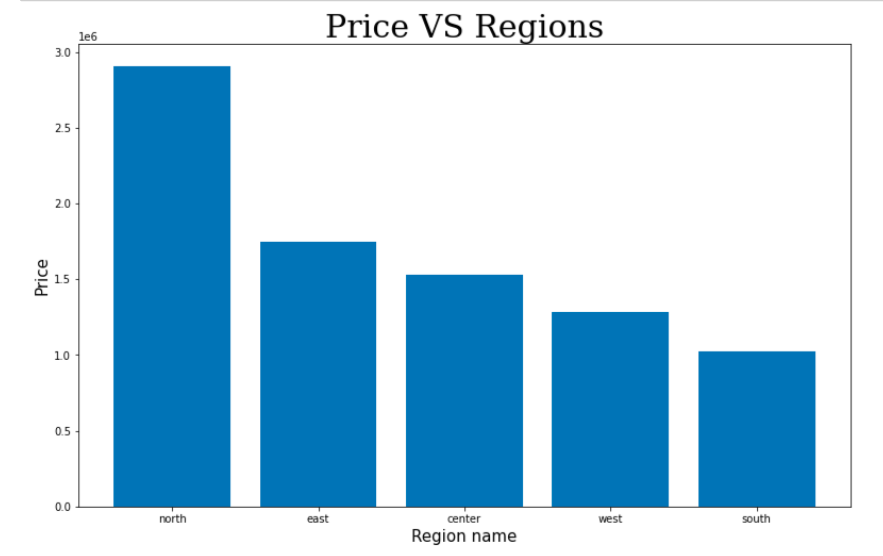 Price VS Regions
1e6
3.0
2.5
2.0
1.5
1.0
0.5
0.0
Price
north east center west south
Region name